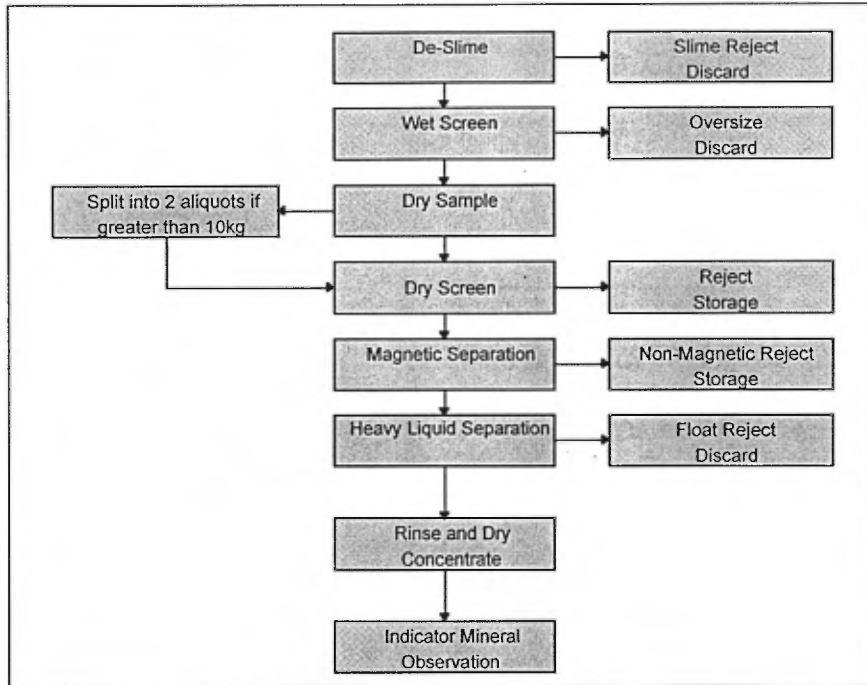 De-Slime
Slime Reject
Discard
Wet Screen
Oversize
Discard
Split into 2 aliquots if
greater than 10kg
Dry Sample
Dry Screen
Reject
Storage
Magnetic Separation
Non-Magnetic Reject
Storage
Heavy Liquid Separation
Float Reject
Discard
Rinse and Dry
Concentrate
Indicator Mineral
Observation